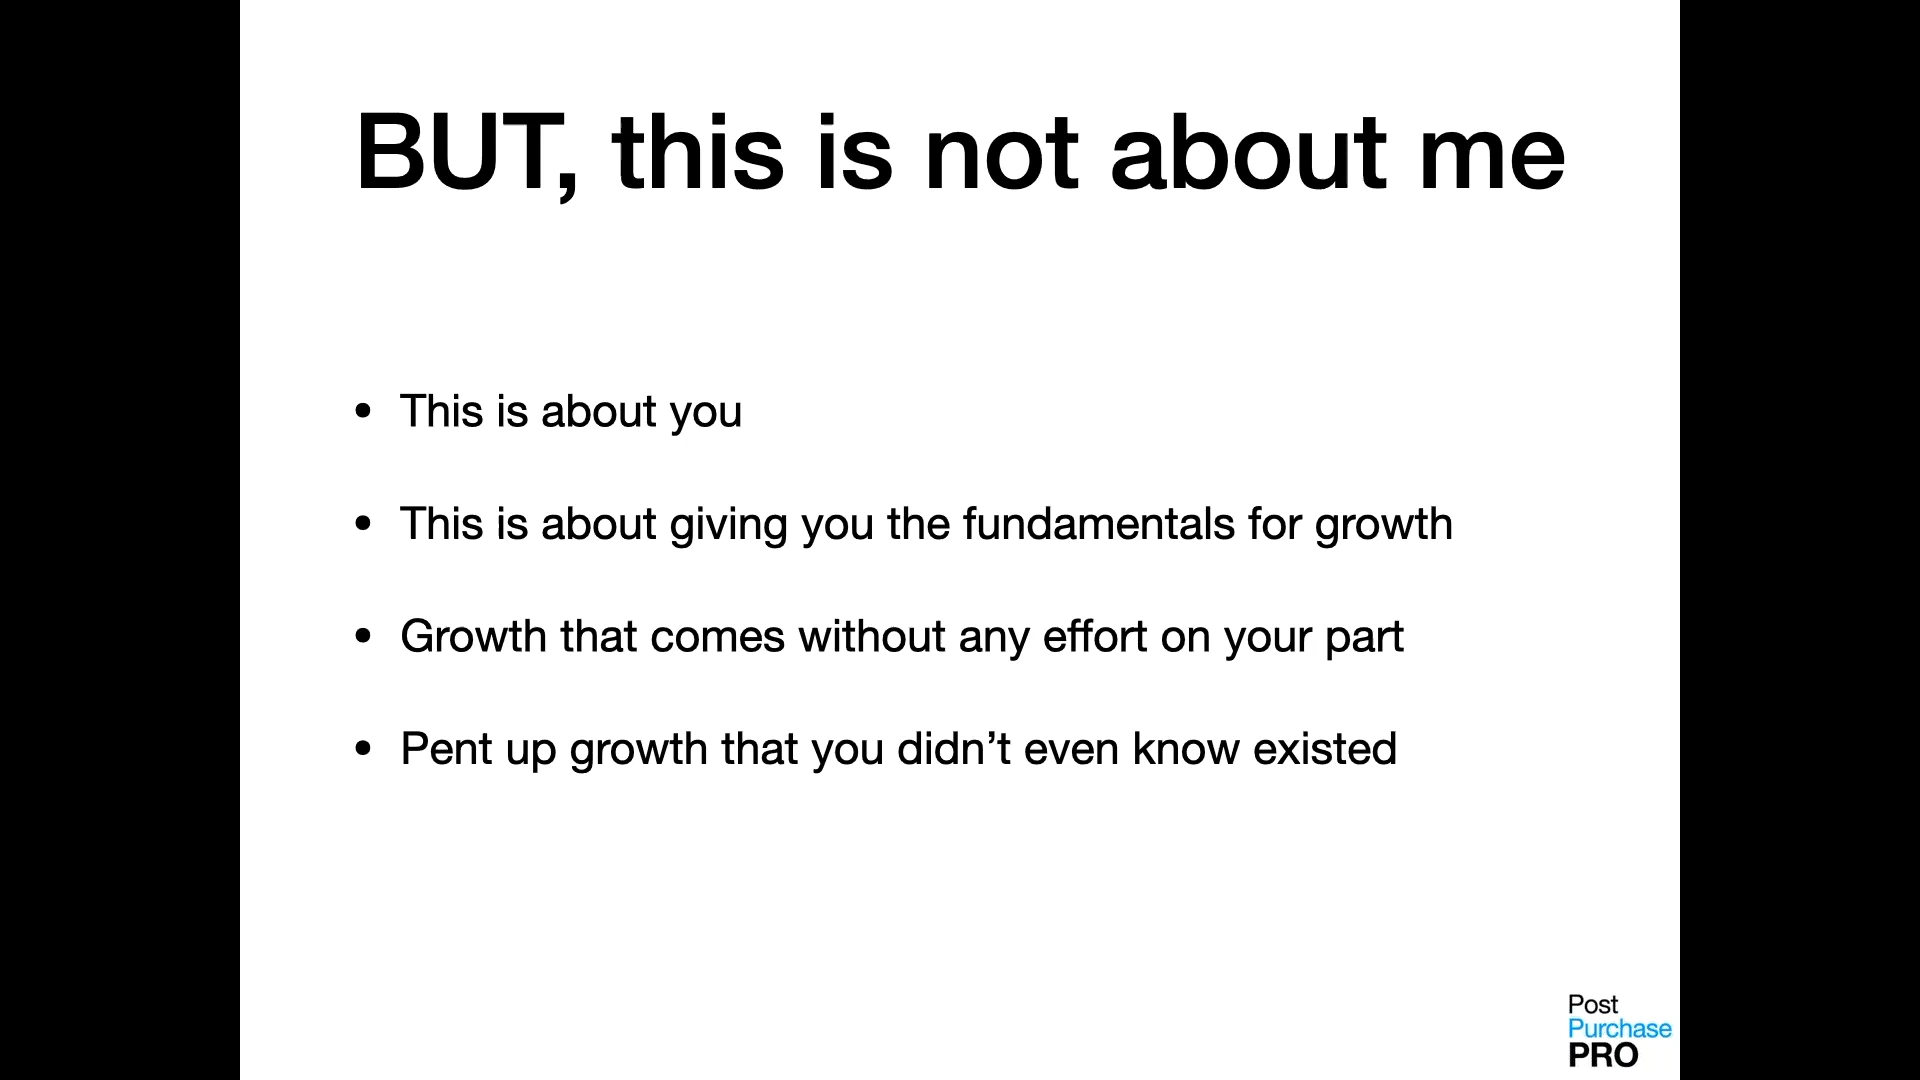 BUT, this is not about me
• This is about you
• This is about giving you the fundamentals for growth
• Growth that comes without any effort on your part
• Pent up growth that you didn’t even know existed
Post
Purchase
PRO